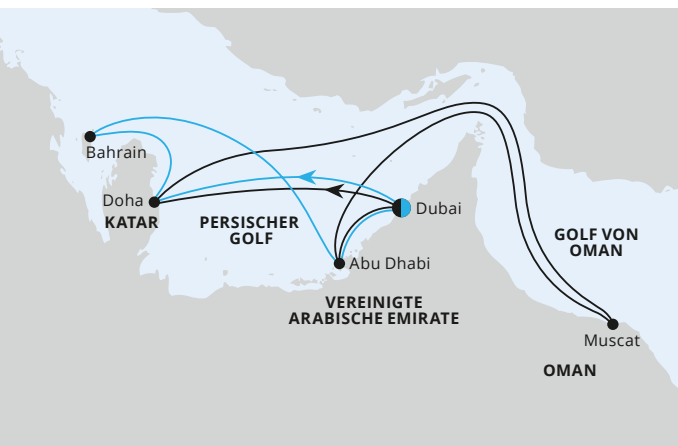 Bahrain
Doha
KATAR
PERSISCHER
GOLF
Dubai
GOLF VON
OMAN
Abu Dhabi
VEREINIGTE
ARABISCHE EMIRATE
Muscat
OMAN